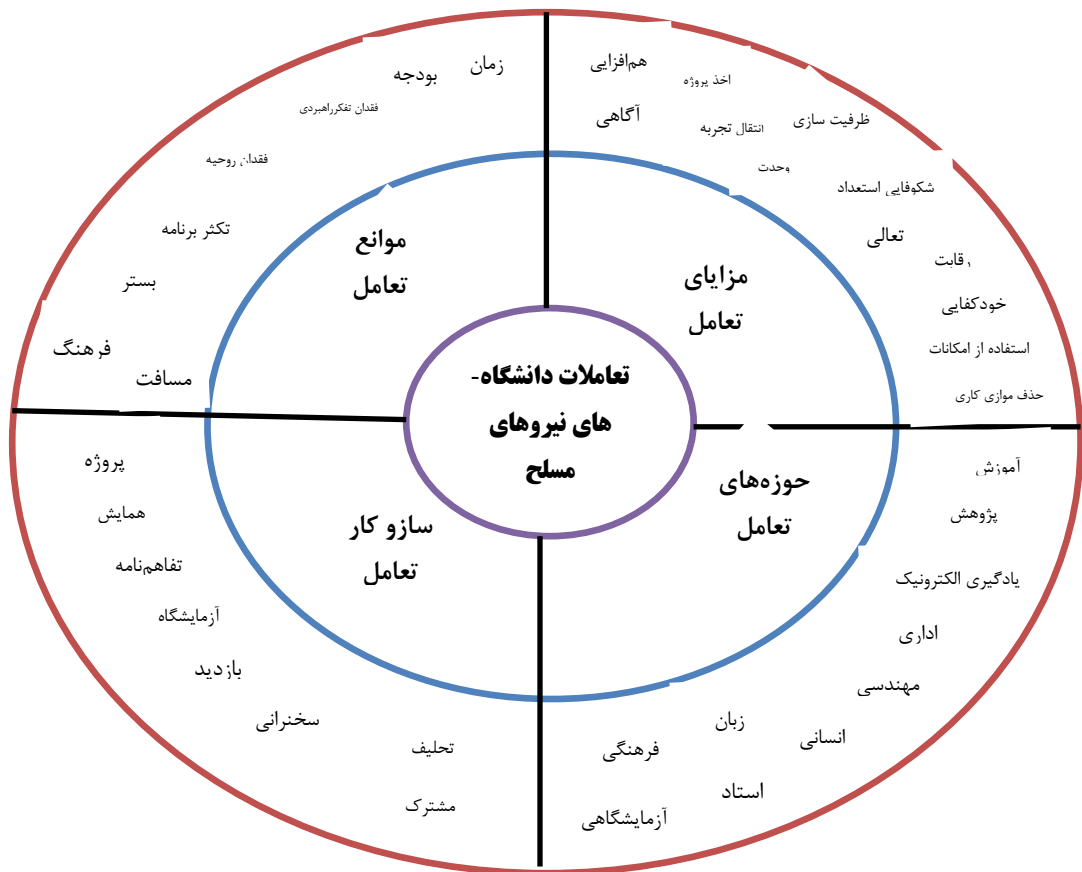 تعاملات دانشگاه-
های نیروهای
مسلح
مزایای
تعامل
هم‌افزایی
آگاهی
اخذ پروژه
انتقال تجربه
وحدت
ظرفیت سازی
شکوفایی استعداد
تعالی
رقابت
خودکفایی
استفاده از امکانات
حذف موازی کاری
حوزه‌های
تعامل
آموزش
پژوهش
یادگیری الکترونیک
اداری
مهندسی
انسانی
زبان
استاد
فرهنگی
آزمایشگاهی
سازو کار
تعامل
پروژه
همایش
تفاهم‌نامه
آزمایشگاه
بازدید
سخنرانی
تحلیف
مشترک
موانع
تعامل
زمان
بودجه
فقدان تفکرراهبردی
فقدان روحیه
تکثر برنامه
بستر
فرهنگ
مسافت